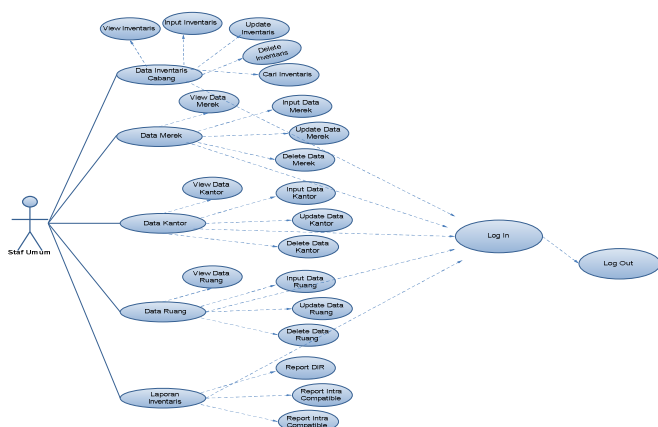 View Inventaris
Input Inventaris
Update
Inventaris
Delete
Inventaris
Data Inventaris
Cabang
Cari Inventaris
View Data
Merek
Input Data
Merek
Data Merek
Update Data
Merek
Delete Data
Merek
View Data
Kantor
Input Data
Kantor
Data Kantor
Update Data
Kantor
Delete Data
Kantor
Staf Umum
Log In
Log Out
View Data
Ruang
Input Data
Ruang
Data Ruang
Update Data
Ruang
Delete Data
Ruang
Report DIR
Laporan
Inventaris
Report Intra
Compatible
Report Intra
Compatible